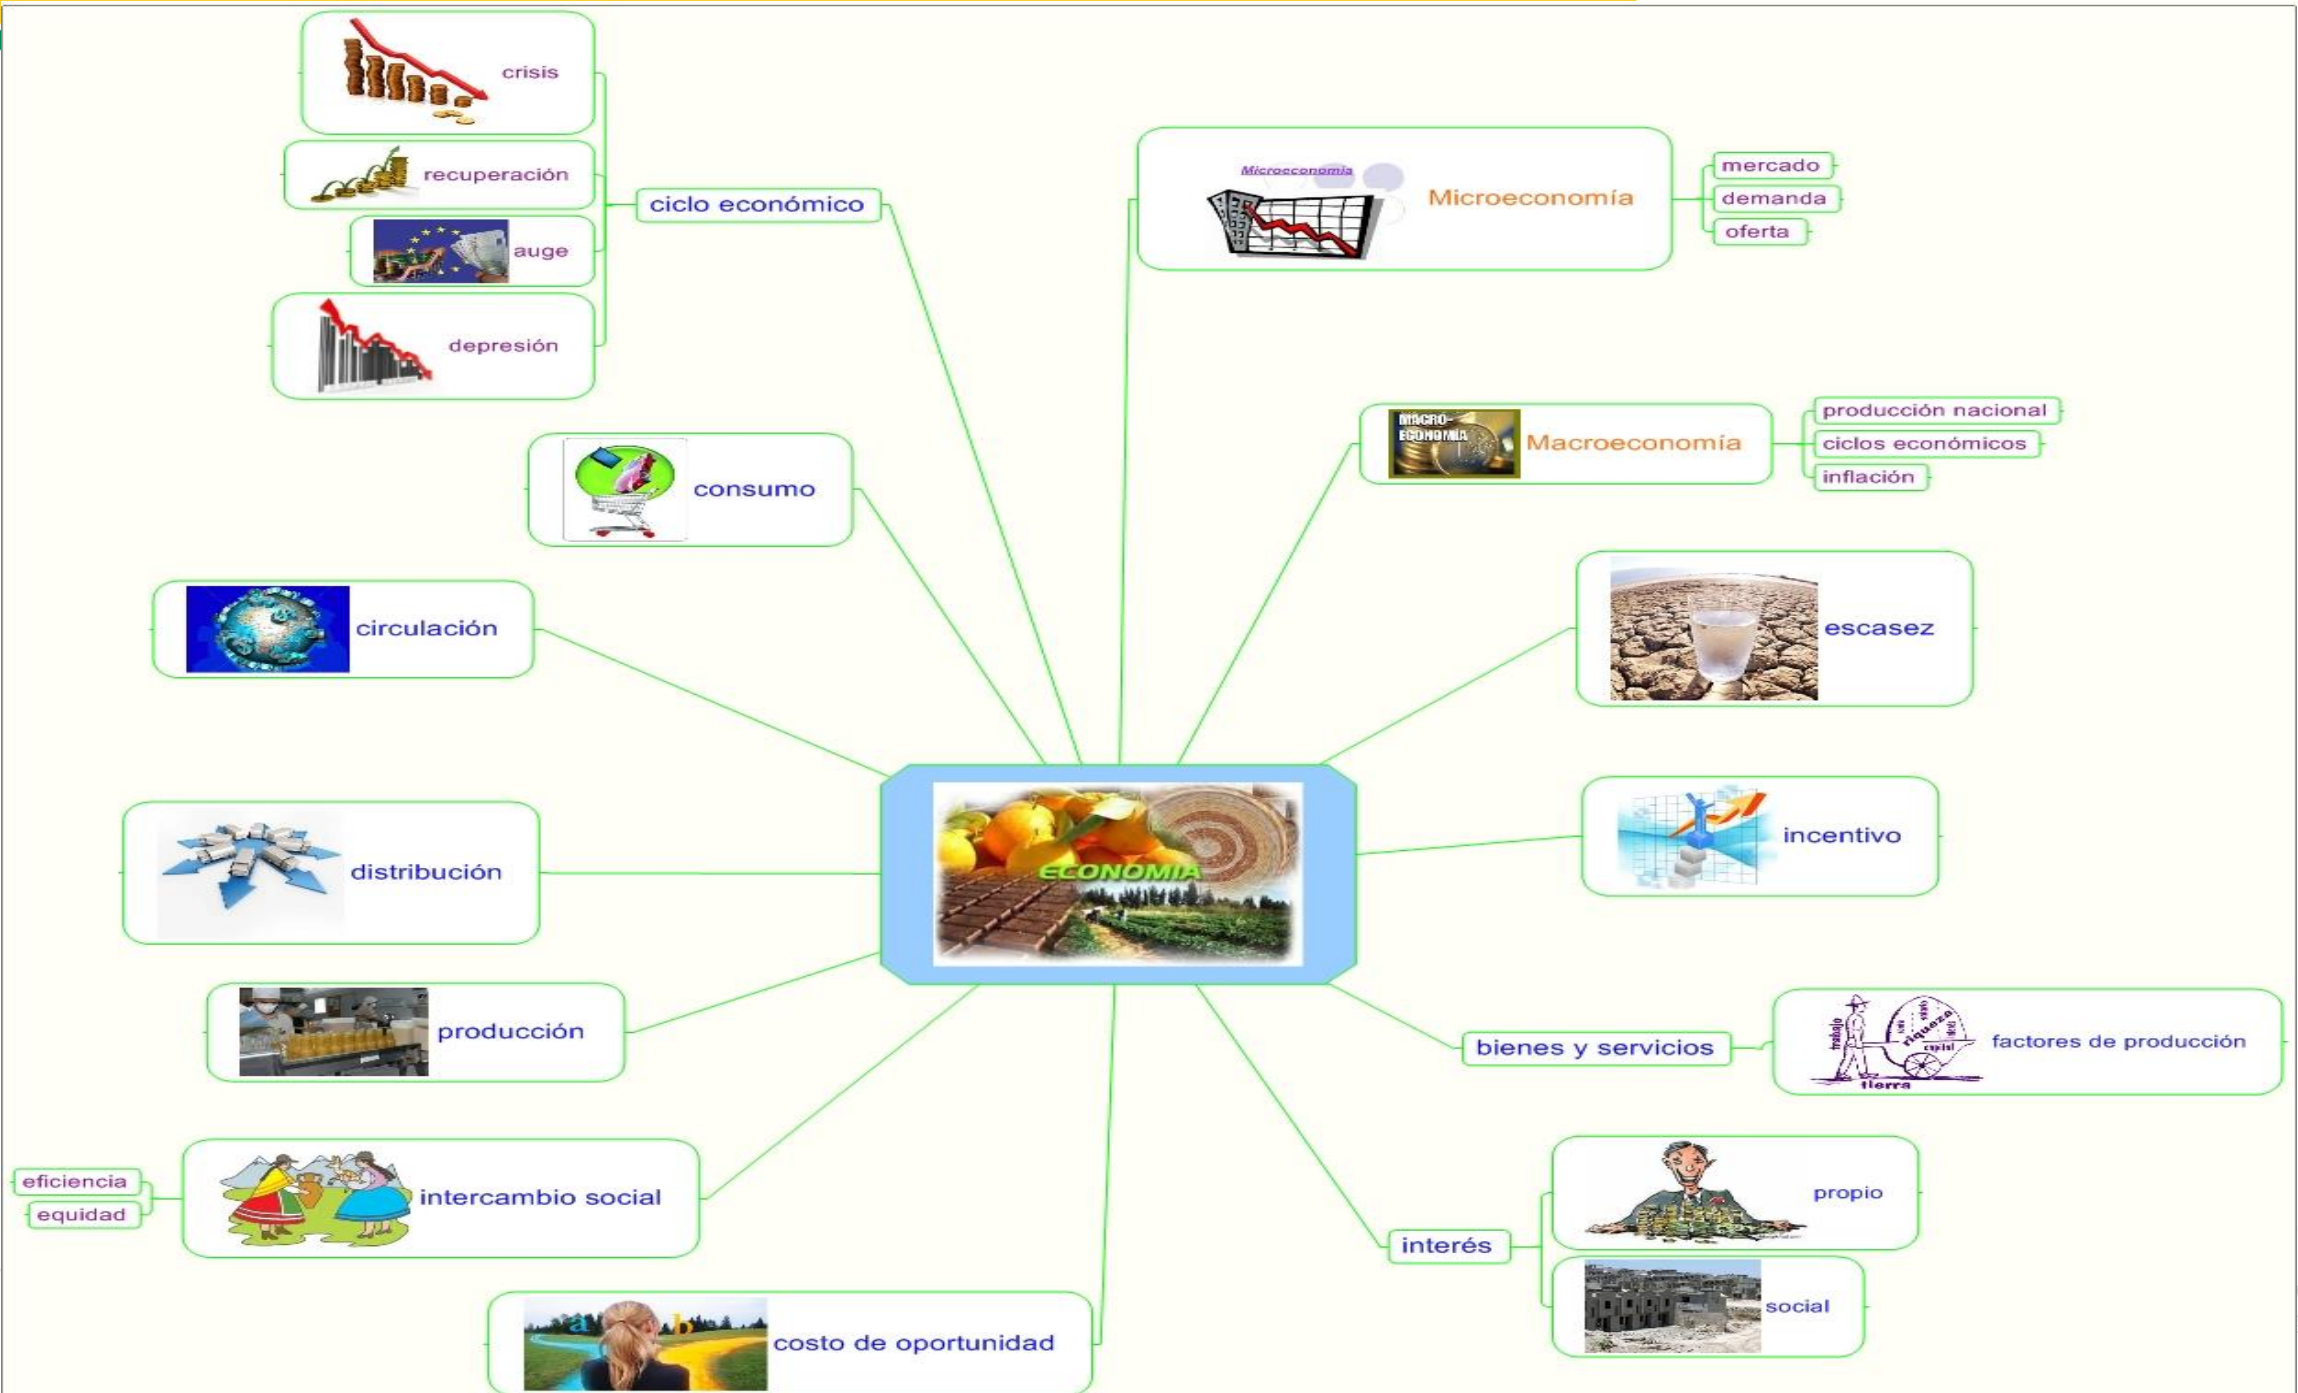 crisis
recuperación
auge
depresión
ciclo económico
Microeconomía
Microeconomía
mercado
demanda
oferta
MACRO-
ECONOMÍA
Macroeconomía
producción nacional
ciclos económicos
inflación
consumo
escasez
circulación
incentivo
distribución
ECONOMIA
producción
bienes y servicios
trabajo
riqueza
capital
tierra
factores de producción
intercambio social
eficiencia
equidad
interés
propio
social
a
b
costo de oportunidad